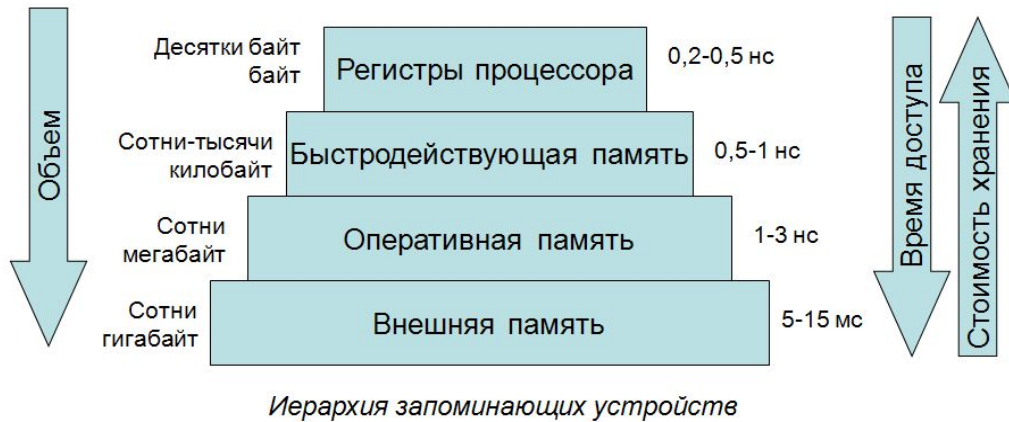 Объем
Десятки байт
байт
Регистры процессора
0,2-0,5 нс
Сотни-тысячи
килобайт
Быстродействующая память
0,5-1 нс
Сотни
мегабайт
Оперативная память
1-3 нс
Сотни
гигабайт
Внешняя память
5-15 мс
Время доступа
Стоимость хранения
Иерархия запоминающих устройств